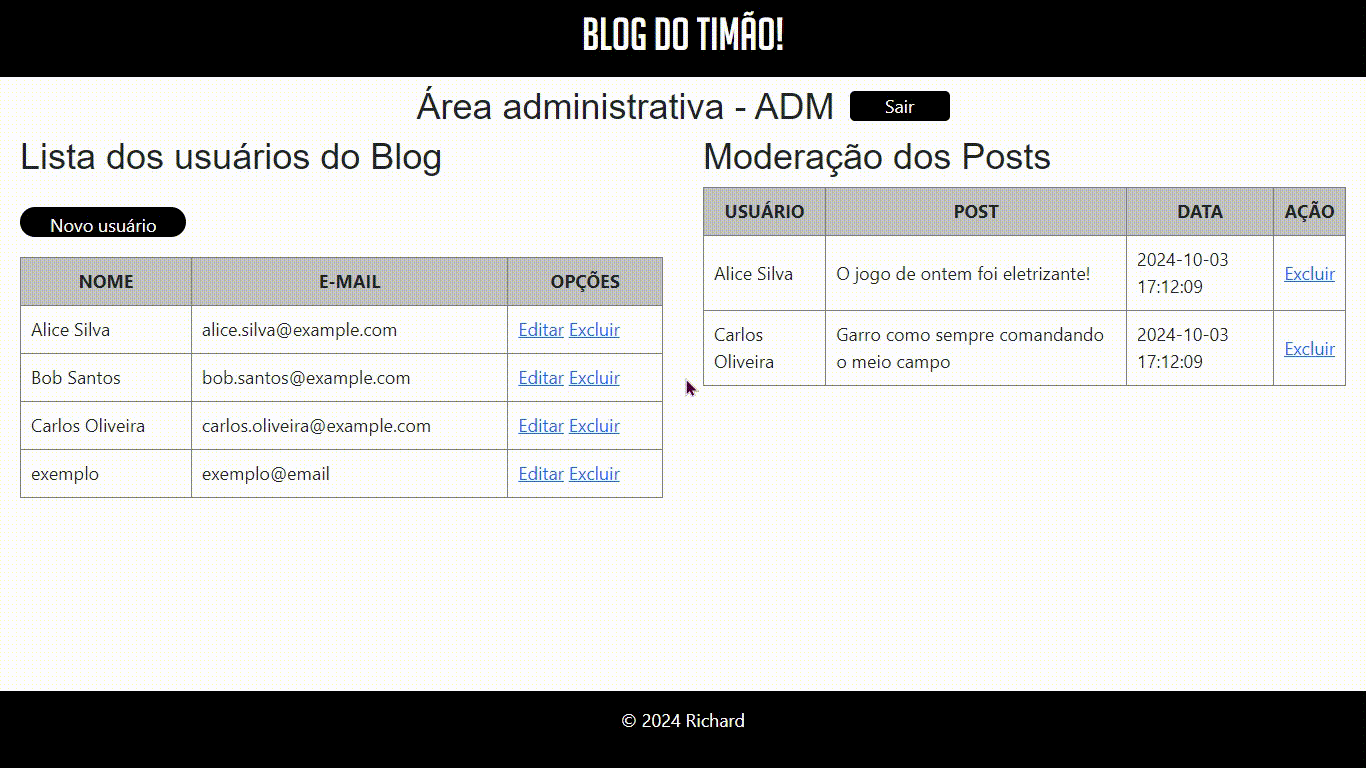 BLOG DO TIMÃO!
Área administrativa - ADM Sair
Lista dos usuários do Blog
Novo usuário
NOME E-MAIL OPÇÕES
Alice Silva alice.silva@example.com Editar Excluir
Bob Santos bob.santos@example.com Editar Excluir
Carlos Oliveira carlos.oliveira@example.com Editar Excluir
exemplo exemplo@email Editar Excluir
Moderação dos Posts
USUÁRIO POST DATA AÇÃO
Alice Silva O jogo de ontem foi eletrizante! 2024-10-03
17:12:09 Excluir
Carlos
Oliveira Garro como sempre comandando
o meio campo 2024-10-03
17:12:09 Excluir
© 2024 Richard